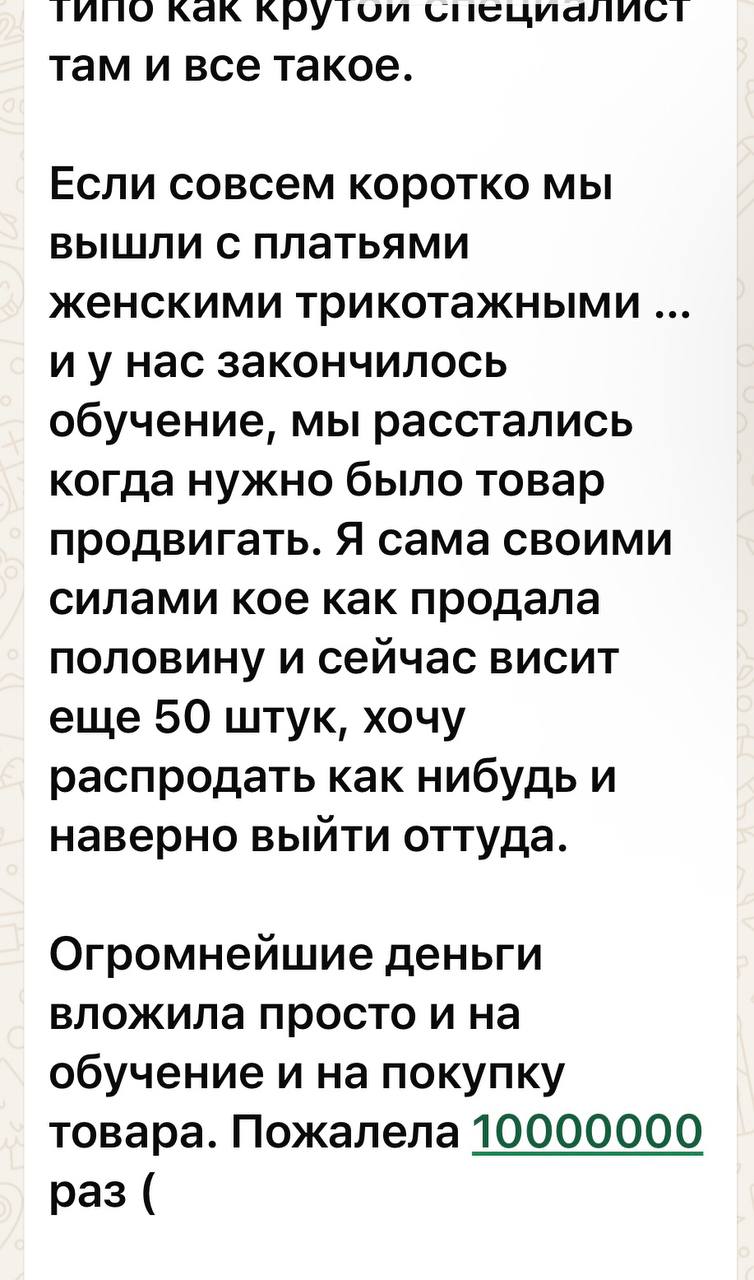 типо как крутой специалист
там и все такое.
Если совсем коротко мы
вышли с платьями
женскими трикотажными ...
и у нас закончилось
обучение, мы расстались
когда нужно было товар
продвигать. Я сама своими
силами кое как продала
половину и сейчас висит
еще 50 штук, хочу
распродать как нибудь и
наверно выйти оттуда.
Огромнейшие деньги
вложила просто и на
обучение и на покупку
товара. Пожалела 10000000
раз (